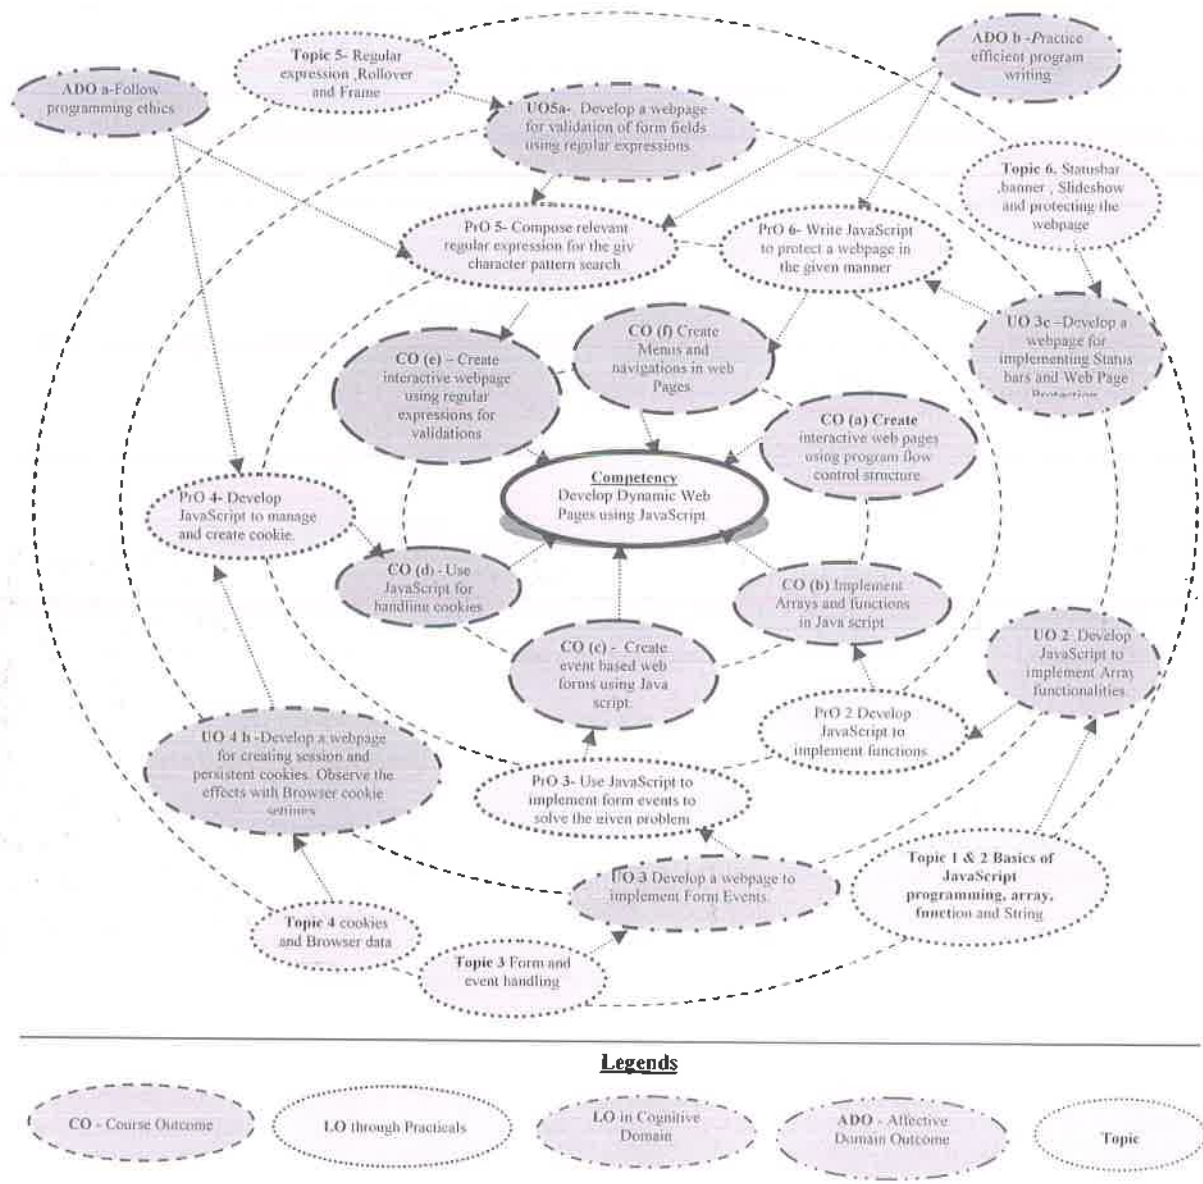 Topic 5- Regular
expression ,Rollover
and Frame
ADO b -Practice
efficient program
writing
ADO a-Follow
programming ethics
UO5a- Develop a webpage
for validation of form fields
using regular expressions
Topic 6. Statusbar
,banner , Slideshow
and protecting the
webpage
PrO 5- Compose relevant
regular expression for the giv
character pattern search
PrO 6- Write JavaScript
to protect a webpage in
the given manner
UO 3c –Develop a
webpage for
implementing Status
bars and Web Page
Protection
CO (f) Create
Menus and
navigations in web
Pages.
CO (e) – Create
interactive webpage
using regular
expressions for
validations
CO (a) Create
interactive web pages
using program flow
control structure
Competency
Develop Dynamic Web
Pages using JavaScript
PrO 4- Develop
JavaScript to manage
and create cookie.
CO (d) - Use
JavaScript for
handling cookies
CO (b) Implement
Arrays and functions
in Java script
CO (c) - Create
event based web
forms using Java
script.
UO 2 Develop
JavaScript to
implement Array
functionalities
PrO 2 Develop
JavaScript to
implement functions
UO 4 b -Develop a webpage
for creating session and
persistent cookies. Observe the
effects with Browser cookie
settings
PrO 3- Use JavaScript to
implement form events to
solve the given problem
UO 3 Develop a webpage to
implement Form Events.
Topic 1 & 2 Basics of
JavaScript
programming, array,
function and String
Topic 4 cookies
and Browser data
Topic 3 Form and
event handling
Legends
CO - Course Outcome
LO through Practicals
LO in Cognitive
Domain
ADO - Affective
Domain Outcome
Topic